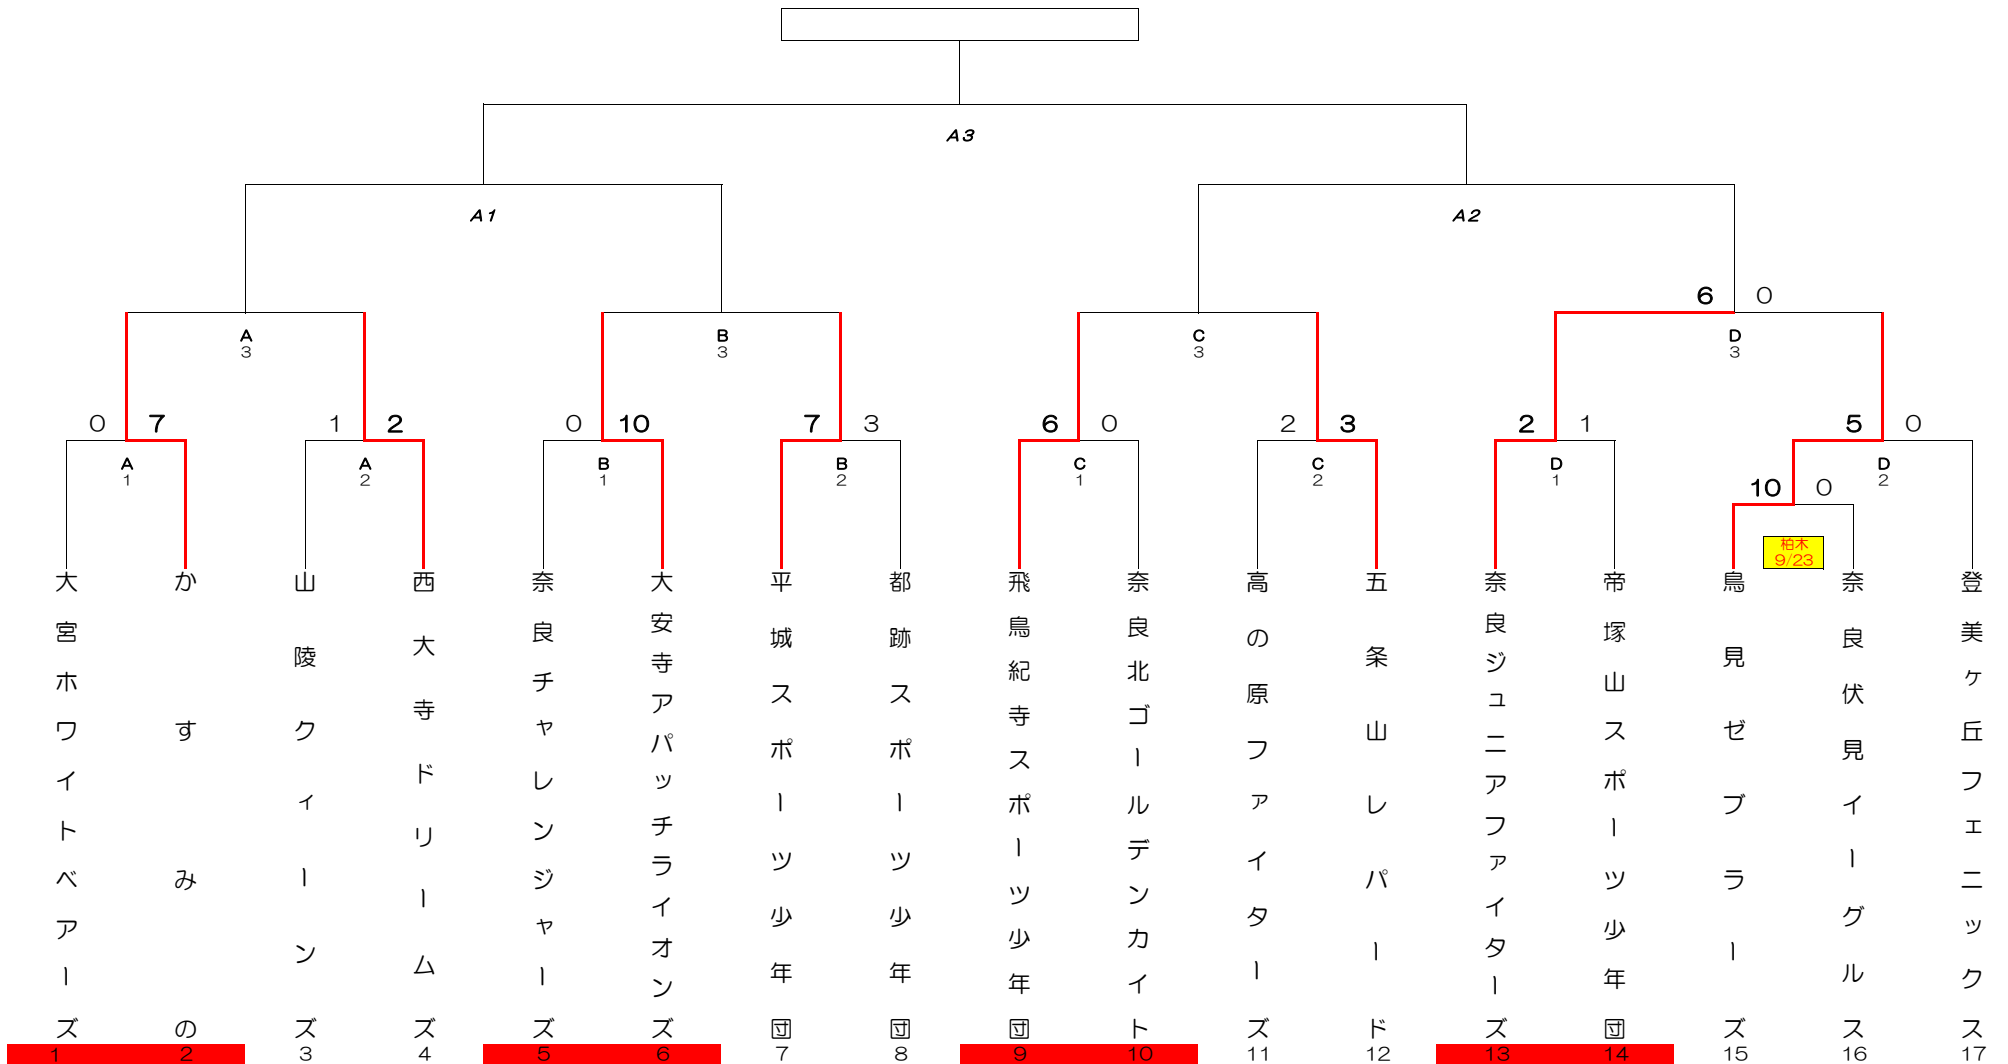 A3
A1
A2
6 0
A
3
B
3
C
3
D
3
0 7
1 2
0 10
7 3
6 0
2 3
2 1
5 0
A
1
A
2
B
1
B
2
C
1
C
2
D
1
D
2
10 0
柏木
9/23
大宮ホワイトベアーズ
かすみの
山陵クィーンズ
西大寺ドリームズ
奈良チャレンジャーズ
大安寺アパッチライオンズ
平城スポーツ少年団
都跡スポーツ少年団
飛鳥紀寺スポーツ少年団
奈良北ゴールデンカイト
高の原ファイターズ
五条山レパード
奈良ジュニアファイターズ
帝塚山スポーツ少年団
鳥見ゼブラーズ
奈良伏見イーグルス
登美ヶ丘フェニックス
1 2 3 4 5 6 7 8 9 10 11 12 13 14 15 16 17